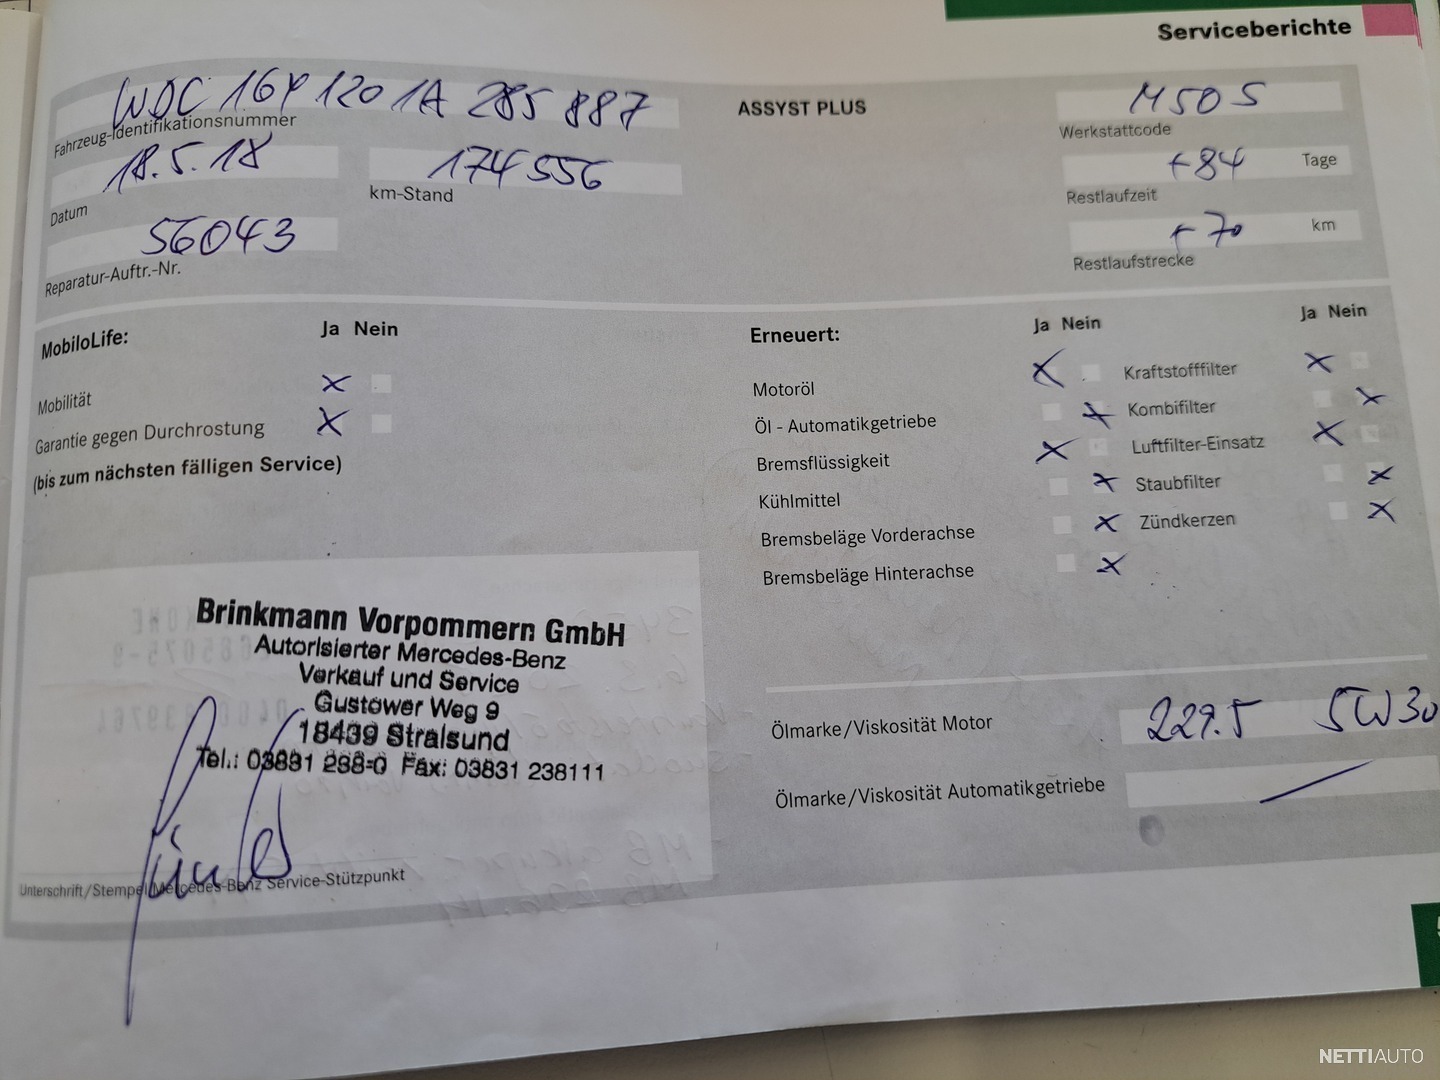 Serviceberichte
WDC 164 120 1A 285 887
Fahrzeug-Identifikationsnummer
ASSYST PLUS
M505
Werkstattcode
18.5.18
Datum
174 556
km-Stand
+84 Tage
Restlaufzeit
56043
Reparatur-Auftr.-Nr.
+70 km
Restlaufstrecke
MobiloLife: Ja Nein
Mobilität x
Garantie gegen Durchrostung x
(bis zum nächsten fälligen Service)
Erneuert: Ja Nein Ja Nein
Motoröl x Kraftstofffilter x
Öl - Automatikgetriebe x Kombifilter x
Bremsflüssigkeit x Luftfilter-Einsatz x
Kühlmittel x Staubfilter x
Bremsbeläge Vorderachse x Zündkerzen x
Bremsbeläge Hinterachse x
Brinkmann Vorpommern GmbH
Autorisierter Mercedes-Benz
Verkauf und Service
Gustower Weg 9
18439 Stralsund
Tel.: 03831 238-0 Fax: 03831 238111
Unterschrift/Stempel Mercedes-Benz Service-Stützpunkt
Ölmarke/Viskosität Motor 229.5 5W30
Ölmarke/Viskosität Automatikgetriebe
NETTIAUTO